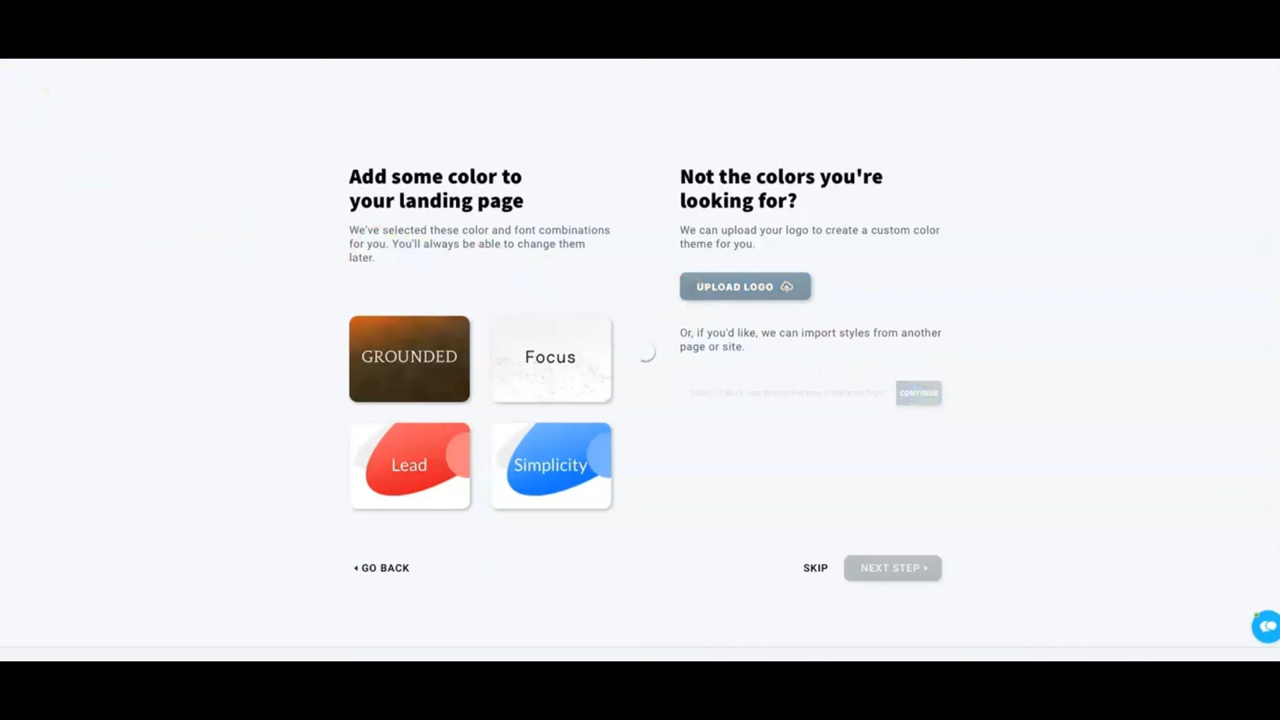 Add some color to
your landing page
We've selected these color and font combinations
for you. You'll always be able to change them
later.
GROUNDED
Focus
Lead
Simplicity
GO BACK
Not the colors you're
looking for?
We can upload your logo to create a custom color
theme for you.
UPLOAD LOGO
Or, if you'd like, we can import styles from another
page or site.
CONTINUE
SKIP
NEXT STEP